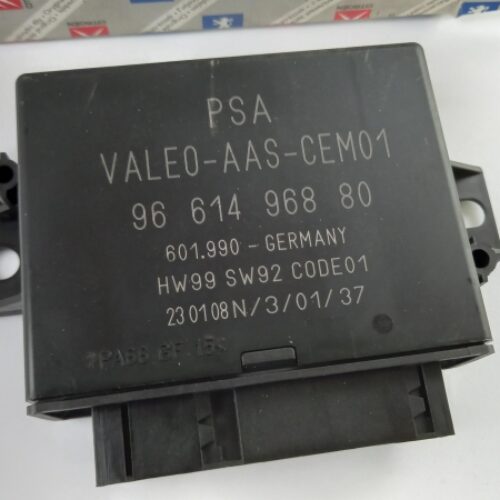 PSA
VALEO-AAS-CEM01
96 614 968 80
601.990 - GERMANY
HW99 SW92 CODE01
230108N/3/01/37